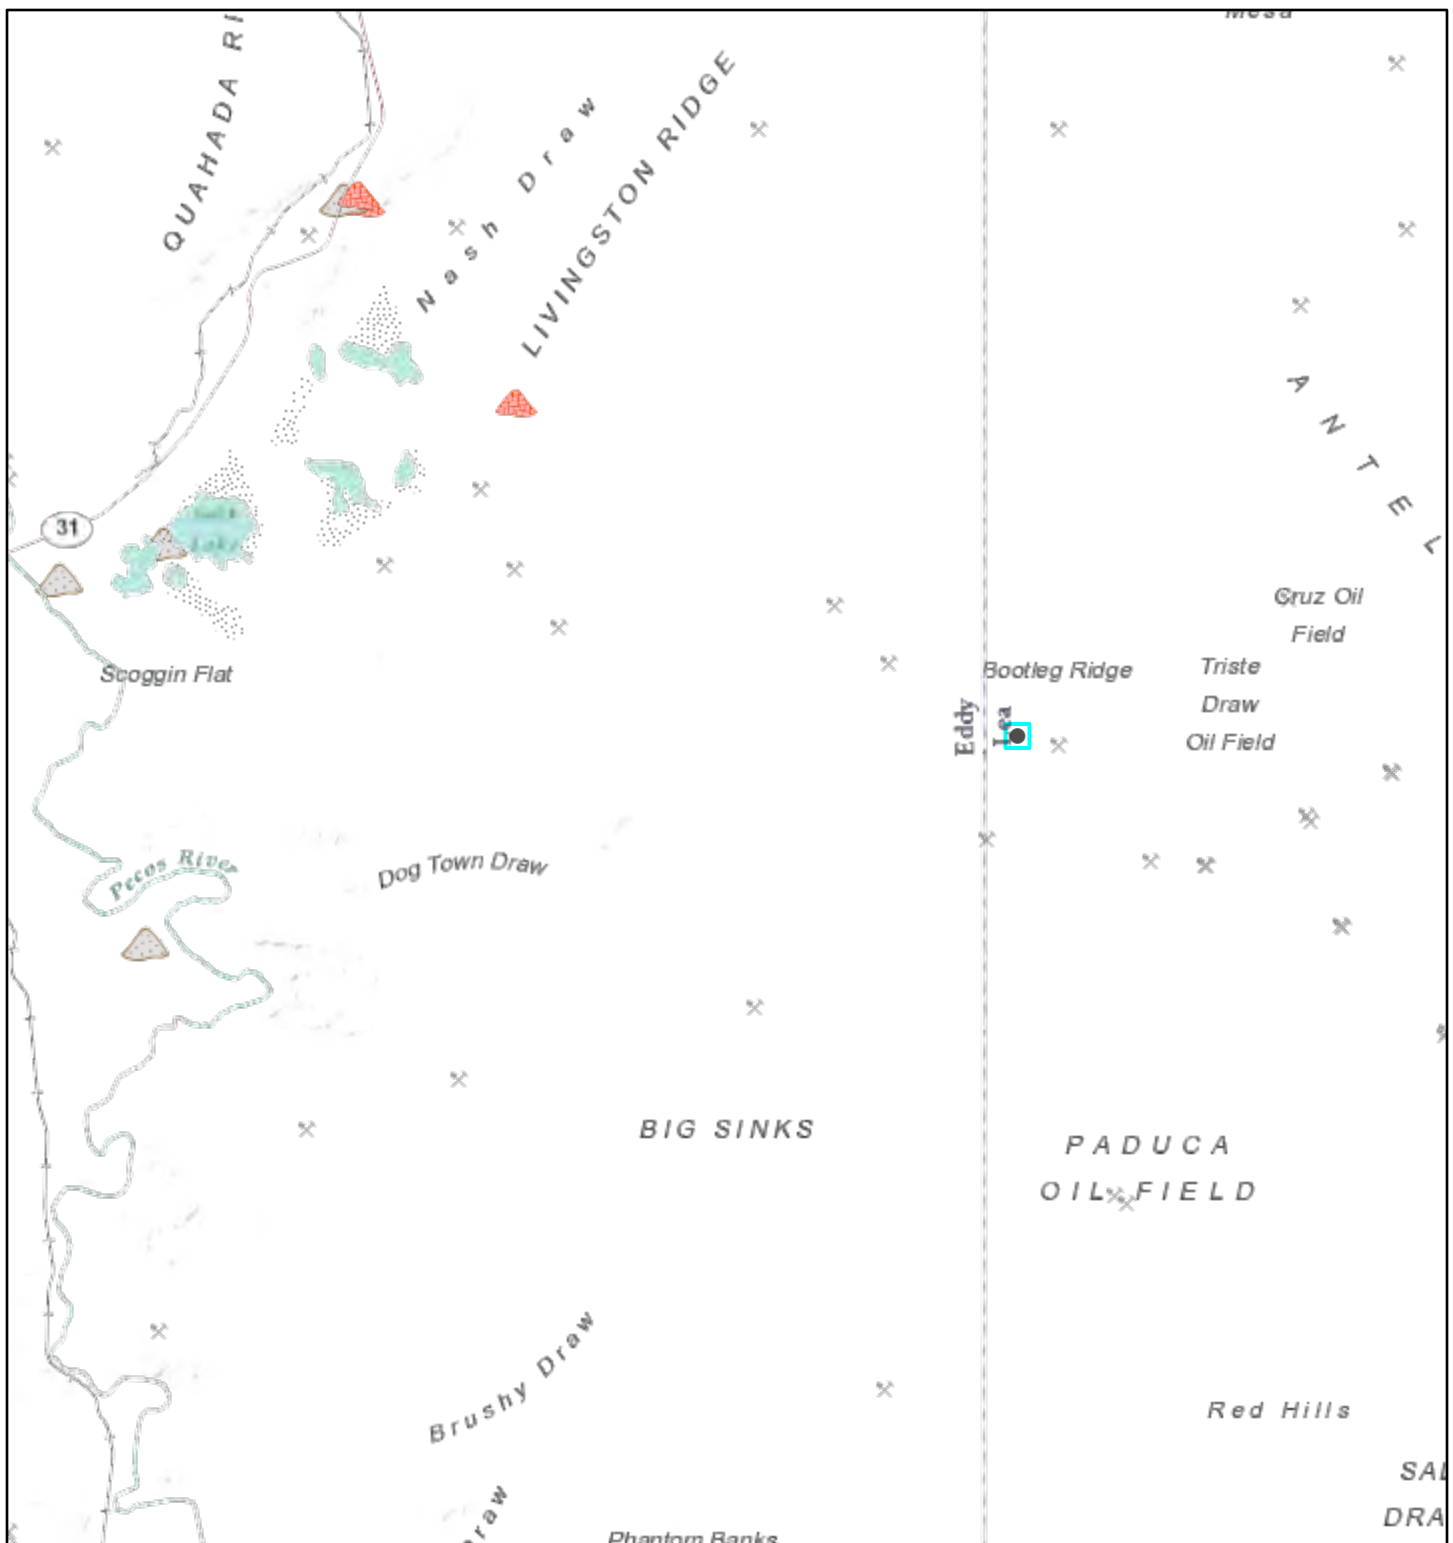 Mesa
QUAHADA RI
Nash Draw
LIVINGSTON RIDGE
ANTEL
31
Lake
Cruz Oil
Field
Scoggin Flat
Bootleg Ridge
Triste
Draw
Oil Field
Eddy
Lea
Pecos River
Dog Town Draw
BIG SINKS
PADUCA
OIL FIELD
Brushy Draw
Red Hills
SAL
DRA
Draw
Phantom Banks